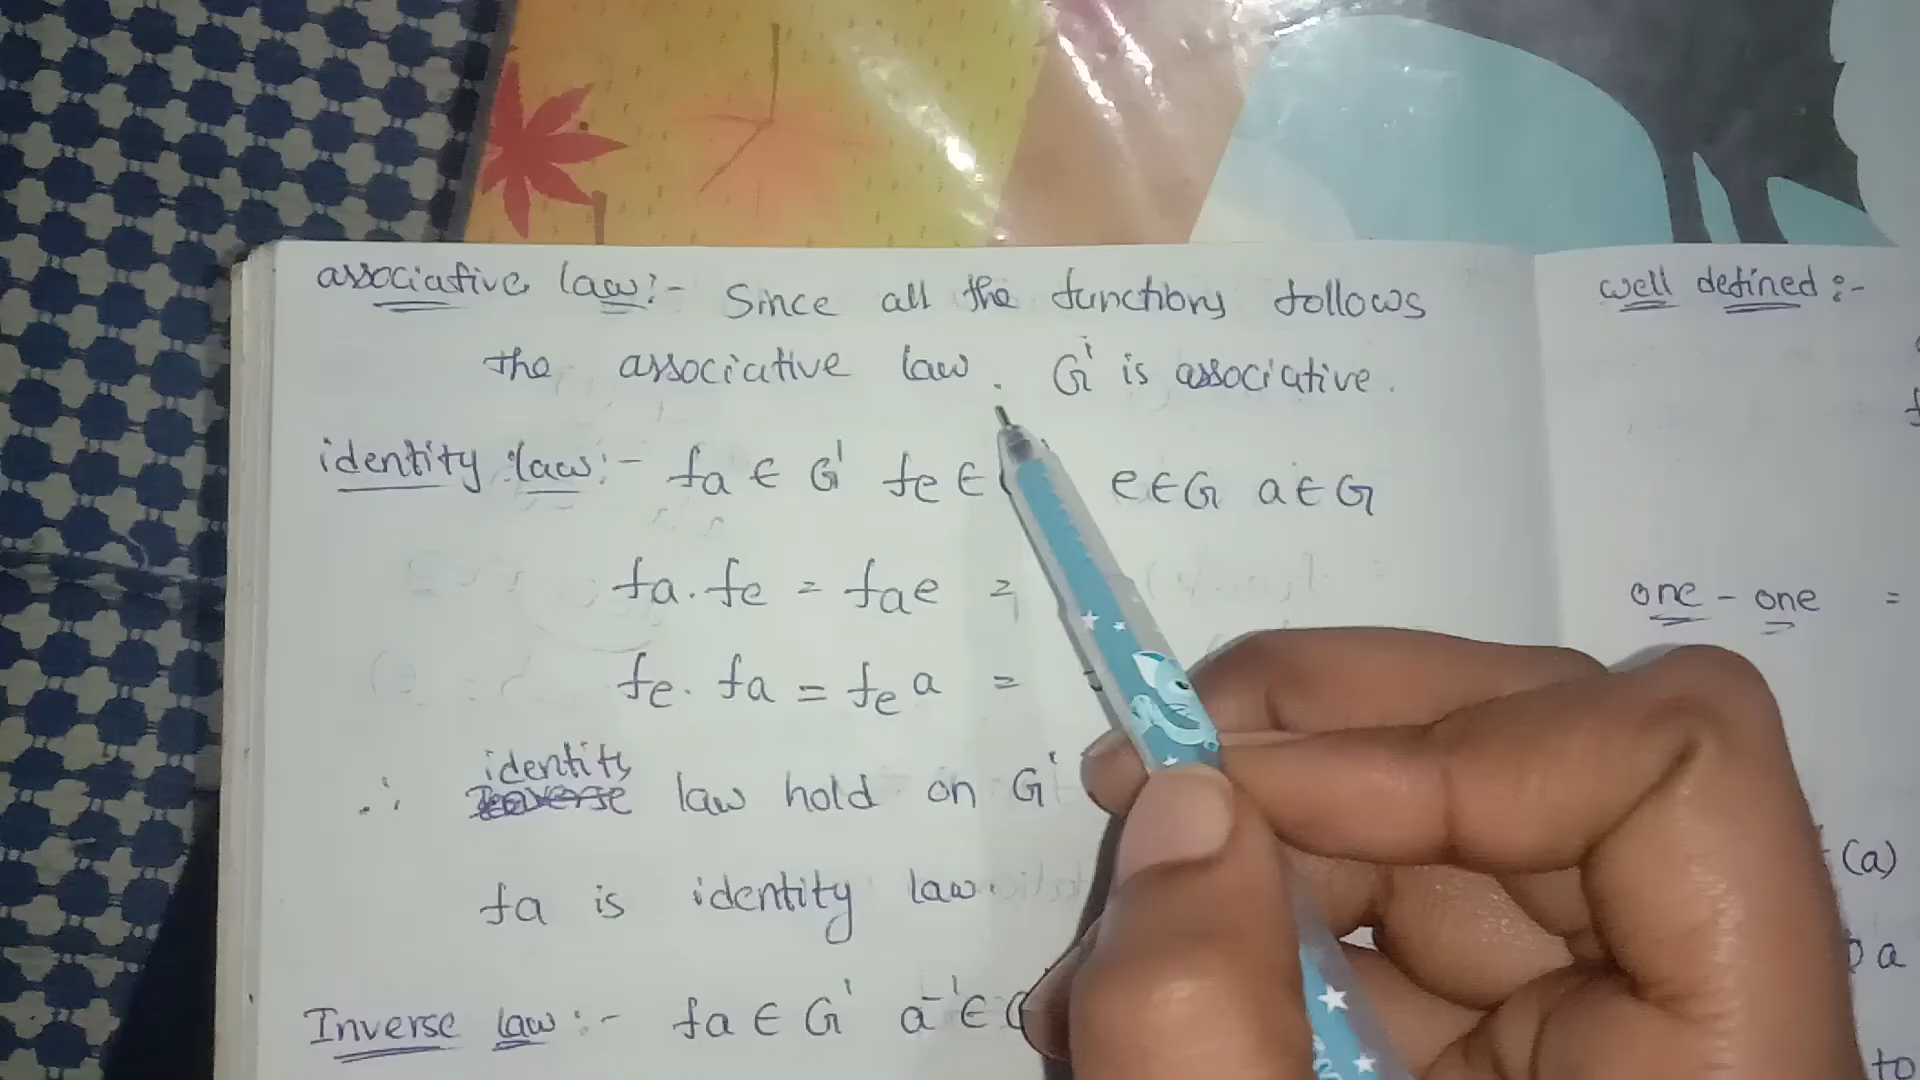 associative law:- Since all the functions follows
the associative law. G' is associative.
identity law:- fa ∈ G' fe ∈ e∈G a∈G
fa.fe = fae =
fe.fa = fea =
identity
∴ law hold on G'
fa is identity law.
Inverse law:- fa ∈ G' a⁻¹∈
well defined:-
one-one =
(a)
a
to